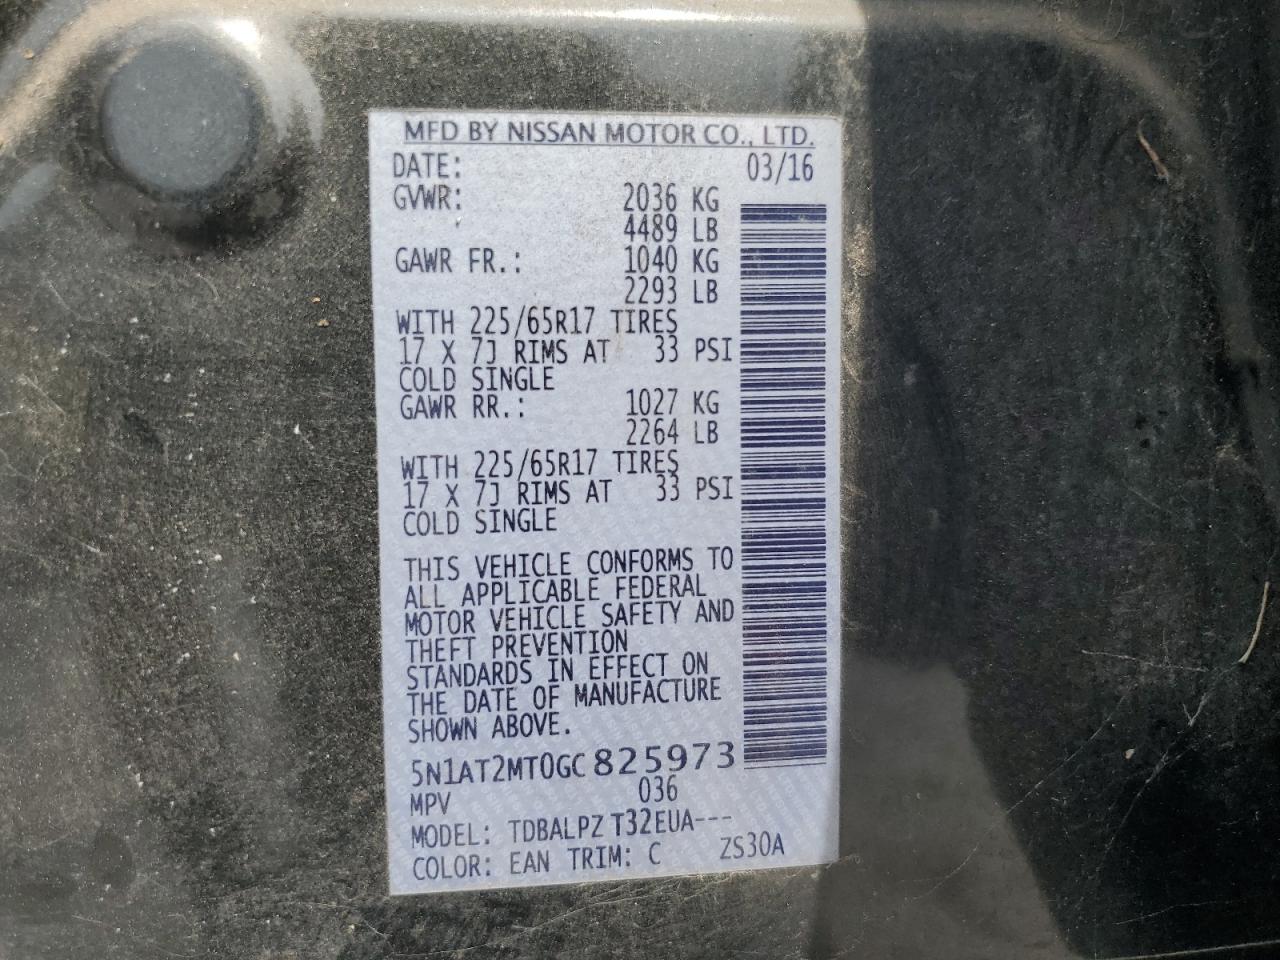 MFD BY NISSAN MOTOR CO., LTD.
DATE: 03/16
GVWR: 2036 KG
4489 LB
GAWR FR.: 1040 KG
2293 LB
WITH 225/65R17 TIRES
17 X 7J RIMS AT 33 PSI
COLD SINGLE
GAWR RR.: 1027 KG
2264 LB
WITH 225/65R17 TIRES
17 X 7J RIMS AT 33 PSI
COLD SINGLE
THIS VEHICLE CONFORMS TO
ALL APPLICABLE FEDERAL
MOTOR VEHICLE SAFETY AND
THEFT PREVENTION
STANDARDS IN EFFECT ON
THE DATE OF MANUFACTURE
SHOWN ABOVE.
5N1AT2MT0GC825973
MPV 036
MODEL: TDBALPZ T32EUA---
COLOR: EAN TRIM: C ZS30A